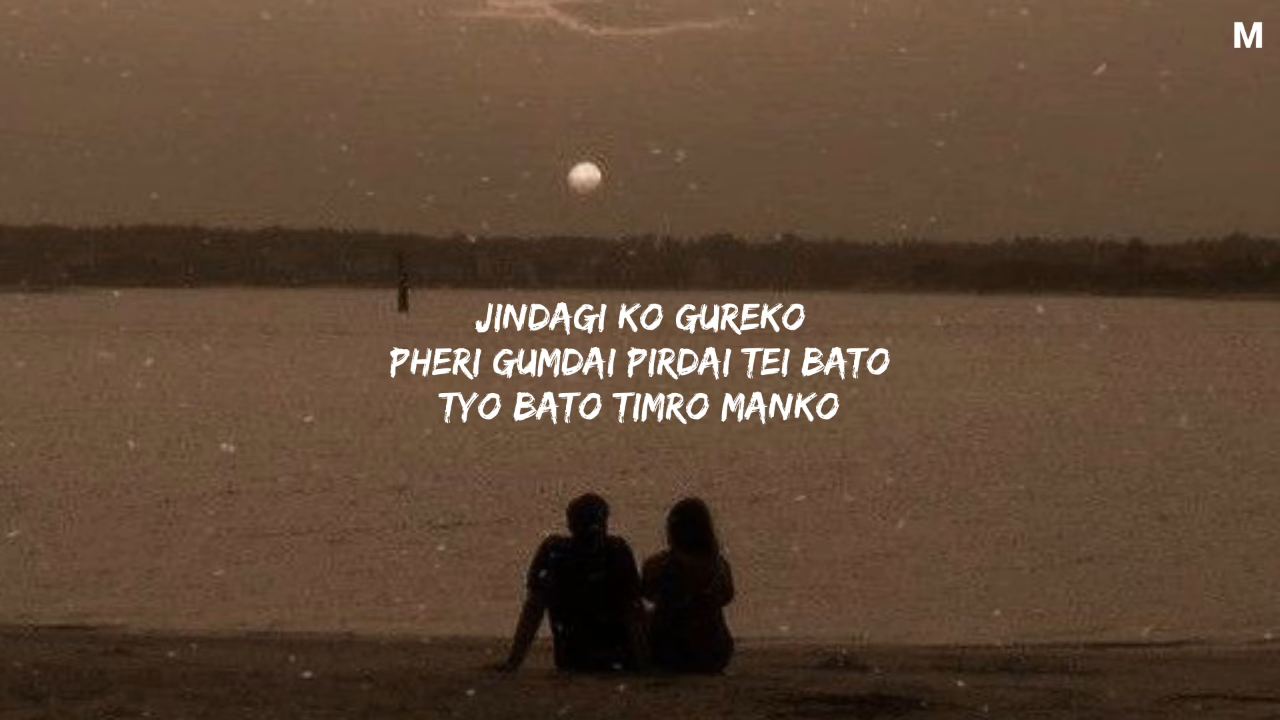 M
JINDAGI KO GUREKO
PHERI GUMDAI PIRDAI TEI BATO
TYO BATO TIMRO MANKO